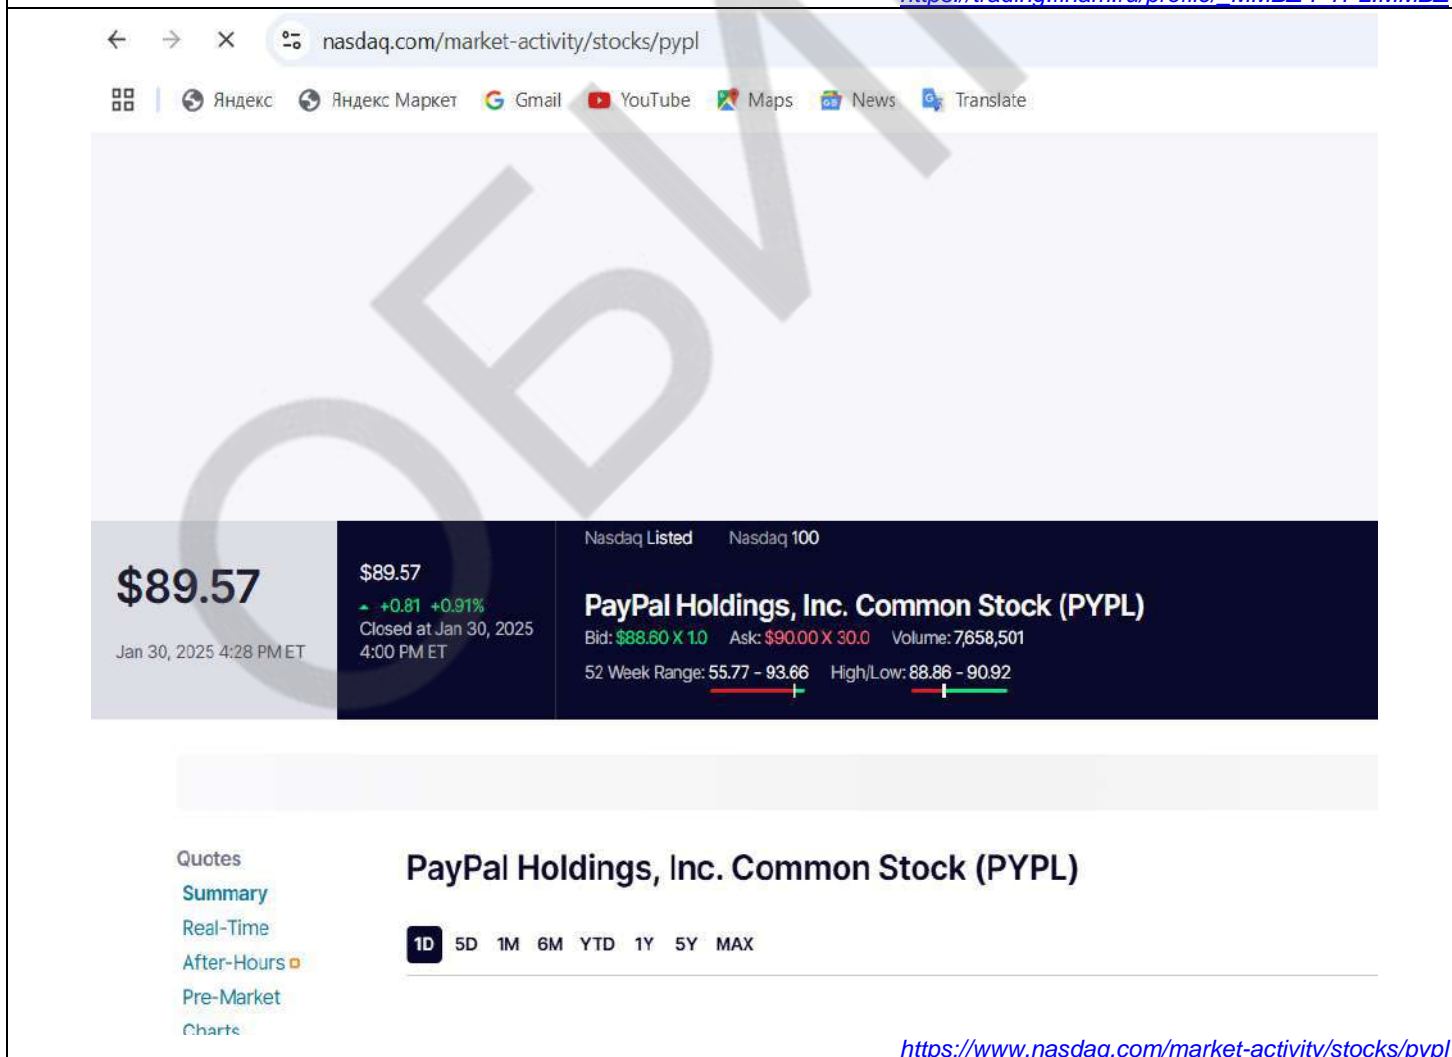 nasdaq.com/market-activity/stocks/pypl
Яндекс Яндекс Маркет Gmail YouTube Maps News Translate
Nasdaq Listed Nasdaq 100
$89.57
Jan 30, 2025 4:28 PM ET
$89.57
+0.81 +0.91%
Closed at Jan 30, 2025
4:00 PM ET
PayPal Holdings, Inc. Common Stock (PYPL)
Bid: $88.60 X 1.0 Ask: $90.00 X 30.0 Volume: 7,658,501
52 Week Range: 55.77 - 93.66 High/Low: 88.86 - 90.92
Quotes
Summary
Real-Time
After-Hours
Pre-Market
Charts
PayPal Holdings, Inc. Common Stock (PYPL)
1D 5D 1M 6M YTD 1Y 5Y MAX
https://www.nasdaq.com/market-activity/stocks/pypl